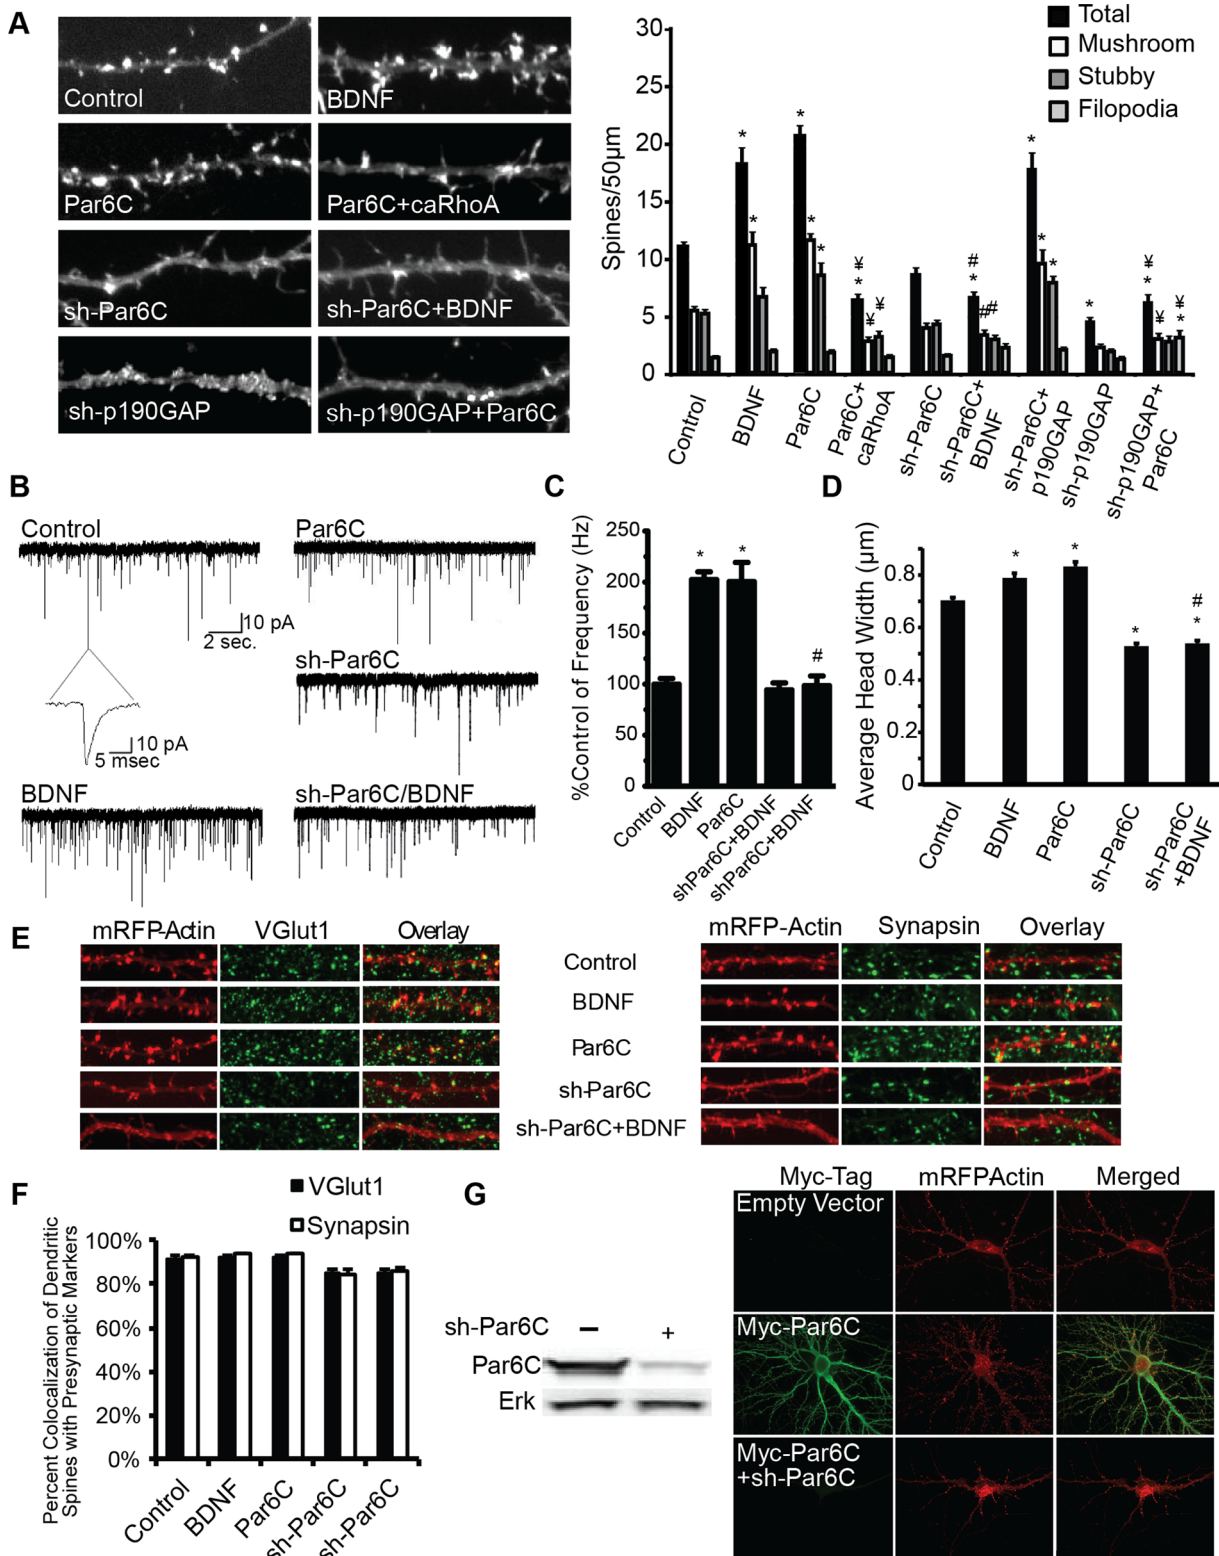 A
Control
BDNF
Par6C
Par6C+caRhoA
sh-Par6C
sh-Par6C+BDNF
sh-p190GAP
sh-p190GAP+Par6C
Spines/50µm
30
25
20
15
10
5
0
Total
Mushroom
Stubby
Filopodia
*
*
*
*
*
¥
*
¥
¥
#
*
#
#
*
*
*
*
¥
*
¥
¥
*
Control
BDNF
Par6C
Par6C+
caRhoA
sh-Par6C
sh-Par6C+
BDNF
sh-Par6C+
p190GAP
sh-p190GAP
sh-p190GAP+
Par6C
B
Control
10 pA
2 sec.
10 pA
5 msec
BDNF
Par6C
sh-Par6C
sh-Par6C/BDNF
C
%Control of Frequency (Hz)
250
200
150
100
50
0
*
*
#
Control
BDNF
Par6C
shPar6C+BDNF
shPar6C+BDNF
D
Average Head Width (µm)
0.8
0.6
0.4
0.2
0
*
*
*
#
*
Control
BDNF
Par6C
sh-Par6C
sh-Par6C
+BDNF
E
mRFP-Actin
VGlut1
Overlay
mRFP-Actin
Synapsin
Overlay
Control
BDNF
Par6C
sh-Par6C
sh-Par6C+BDNF
F
VGlut1
Synapsin
Percent Colocalization of Dendritic
Spines with Presynaptic Markers
100%
80%
60%
40%
20%
0%
Control
BDNF
Par6C
sh-Par6C
sh-Par6C
G
sh-Par6C − +
Par6C
Erk
Myc-Tag
mRFPActin
Merged
Empty Vector
Myc-Par6C
Myc-Par6C
+sh-Par6C